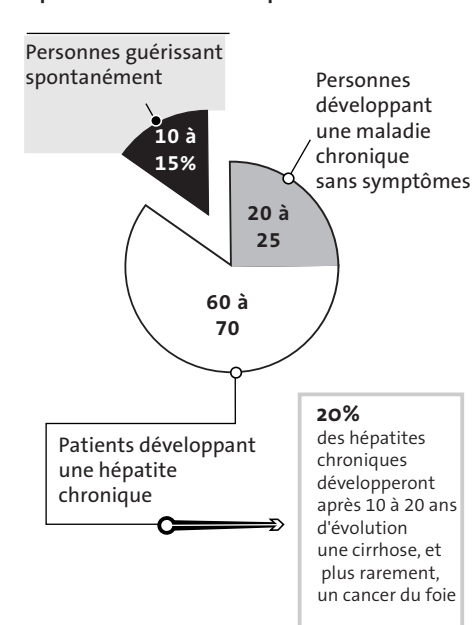 Personnes guérissant
spontanément
10 à
15%
Personnes
développant
une maladie
chronique
sans symptômes
20 à
25
60 à
70
Patients développant
une hépatite
chronique
20%
des hépatites
chroniques
développeront
après 10 à 20 ans
d'évolution
une cirrhose, et
plus rarement,
un cancer du foie